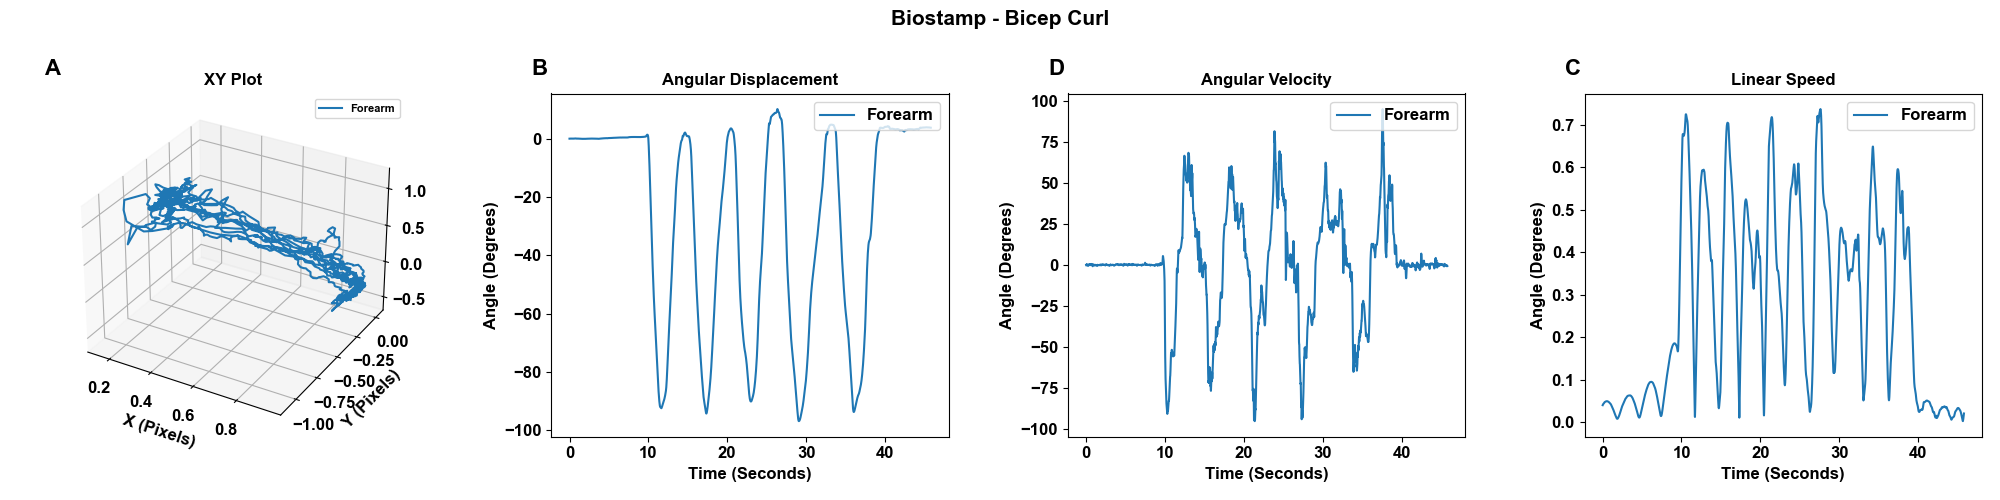 Biostamp - Bicep Curl
A
XY Plot
Forearm
1.0
0.5
0.0
−0.5
0.00
−0.25
−0.50
−0.75
−1.00
Y (Pixels)
0.2
0.4
0.6
0.8
X (Pixels)
B
Angular Displacement
Forearm
Angle (Degrees)
0
−20
−40
−60
−80
−100
0 10 20 30 40
Time (Seconds)
D
Angular Velocity
Forearm
Angle (Degrees)
100
75
50
25
0
−25
−50
−75
−100
0 10 20 30 40
Time (Seconds)
C
Linear Speed
Forearm
Angle (Degrees)
0.7
0.6
0.5
0.4
0.3
0.2
0.1
0.0
0 10 20 30 40
Time (Seconds)